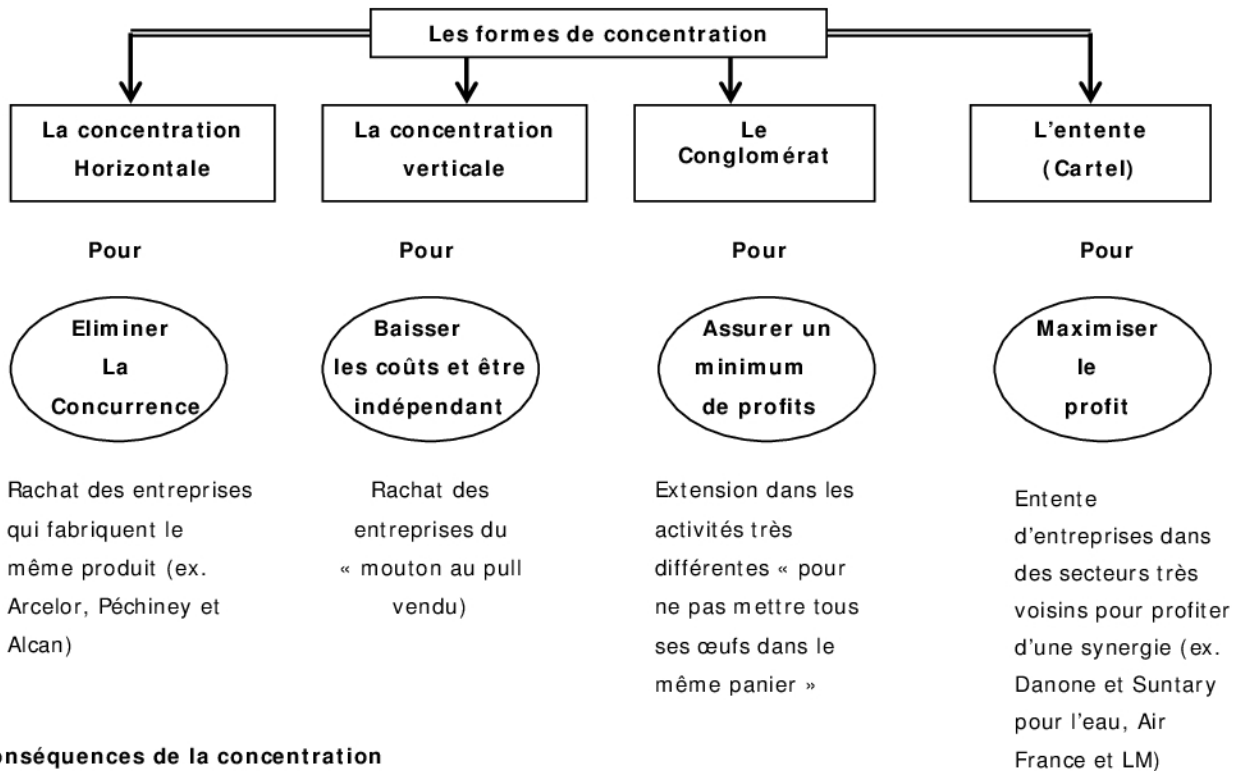 Les formes de concentration
La concentration
Horizontale
La concentration
verticale
Le
Conglomérat
L'entente
(Cartel)
Pour
Pour
Pour
Pour
Eliminer
La
Concurrence
Baisser
les coûts et être
indépendant
Assurer un
minimum
de profits
Maximiser
le
profit
Rachat des entreprises
qui fabriquent le
même produit (ex.
Arcelor, Péchiney et
Alcan)
Rachat des
entreprises du
« mouton au pull
vendu)
Extension dans les
activités très
différentes « pour
ne pas mettre tous
ses œufs dans le
même panier »
Entente
d'entreprises dans
des secteurs très
voisins pour profiter
d'une synergie (ex.
Danone et Suntary
pour l'eau, Air
France et LM)
onséquences de la concentration